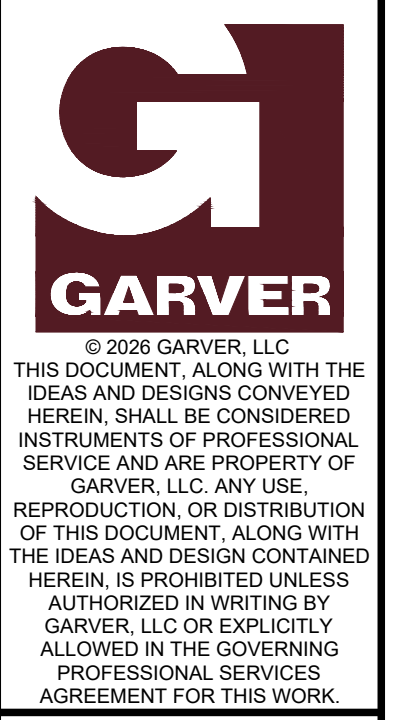 GARVER
© 2026 GARVER, LLC
THIS DOCUMENT, ALONG WITH THE
IDEAS AND DESIGNS CONVEYED
HEREIN, SHALL BE CONSIDERED
INSTRUMENTS OF PROFESSIONAL
SERVICE AND ARE PROPERTY OF
GARVER, LLC. ANY USE,
REPRODUCTION, OR DISTRIBUTION
OF THIS DOCUMENT, ALONG WITH
THE IDEAS AND DESIGN CONTAINED
HEREIN, IS PROHIBITED UNLESS
AUTHORIZED IN WRITING BY
GARVER, LLC OR EXPLICITLY
ALLOWED IN THE GOVERNING
PROFESSIONAL SERVICES
AGREEMENT FOR THIS WORK.